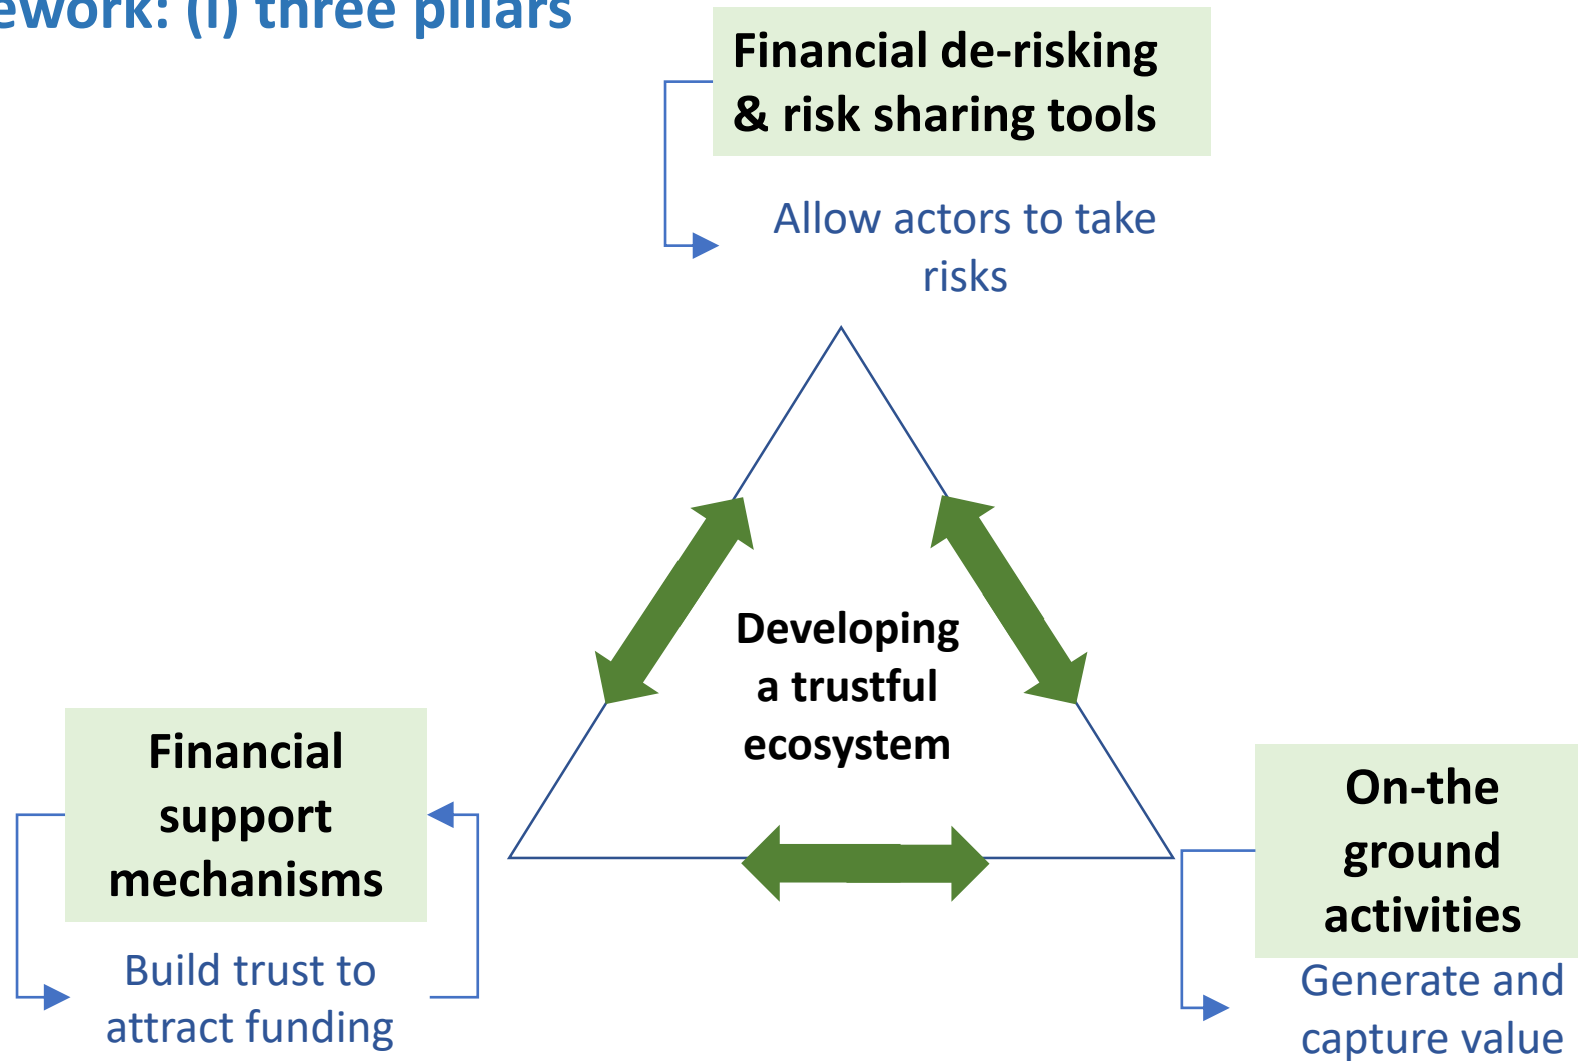 ework: (I) three pillars
Financial de-risking
& risk sharing tools
Allow actors to take
risks
Developing
a trustful
ecosystem
Financial
support
mechanisms
Build trust to
attract funding
On-the
ground
activities
Generate and
capture value